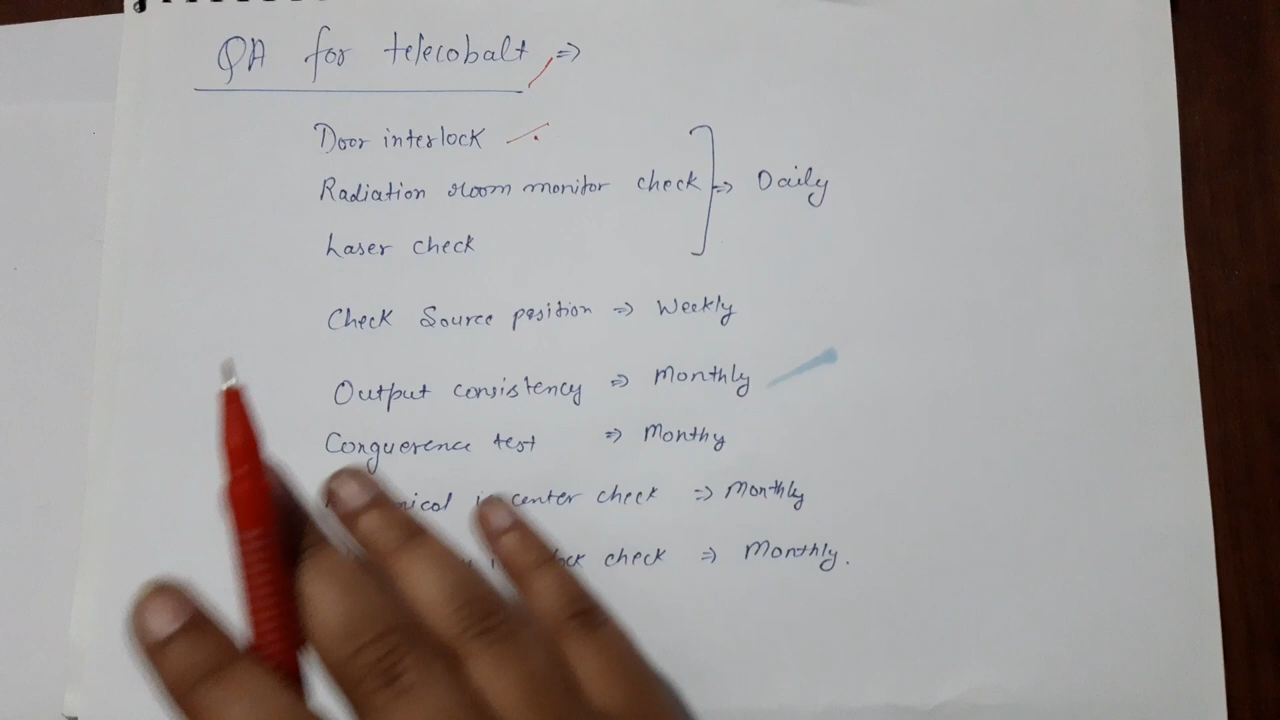 QA for telecobalt =>
Door interlock
Radiation room monitor check => Daily
Laser check
Check Source position => Weekly
Output consistency => Monthly
Conguerence test => Monthy
center check => Monthly
check => Monthly.